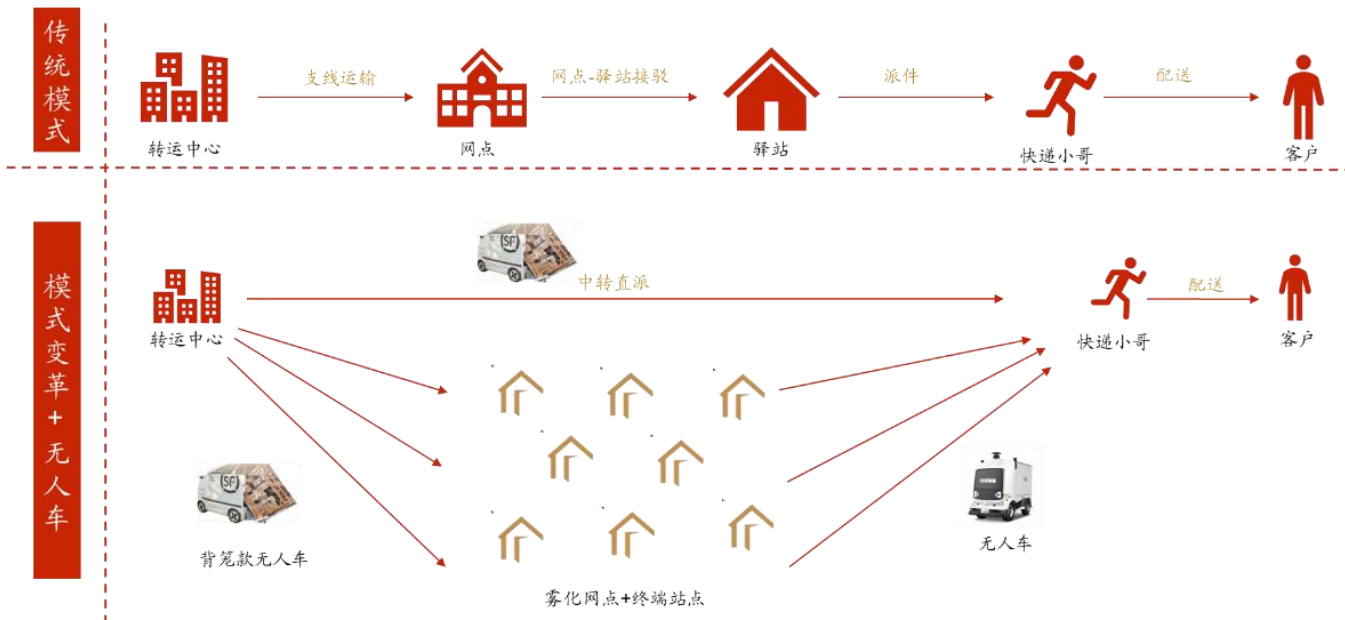 传统模式
支线运输
网点-驿站接驳
派件
配送
转运中心
网点
驿站
快递小哥
客户
模式变革+无人车
SF
中转直派
配送
转运中心
快递小哥
客户
SF
背笼款无人车
无人车
雾化网点+终端站点